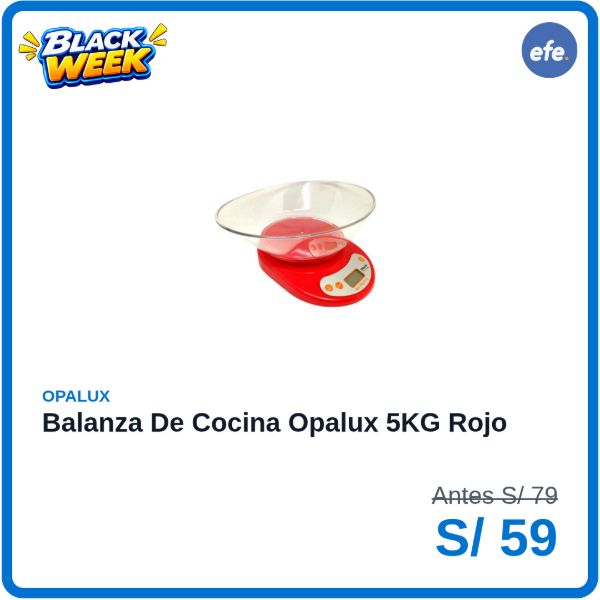 BLACK
WEEK
efe.
OPALUX
Balanza De Cocina Opalux 5KG Rojo
Antes S/ 79
S/ 59